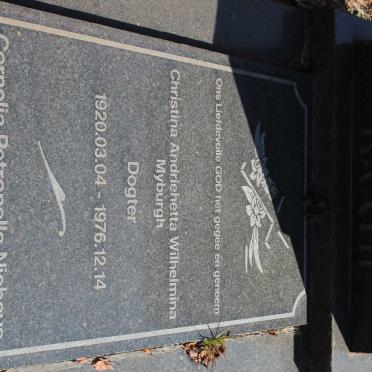 Ons Liefdevolle GOD het gegee en geneem
Christina Andriehetta Wilhelmina
Myburgh
Dogter
1920.03.04 - 1976.12.14
Cornelia Petronella